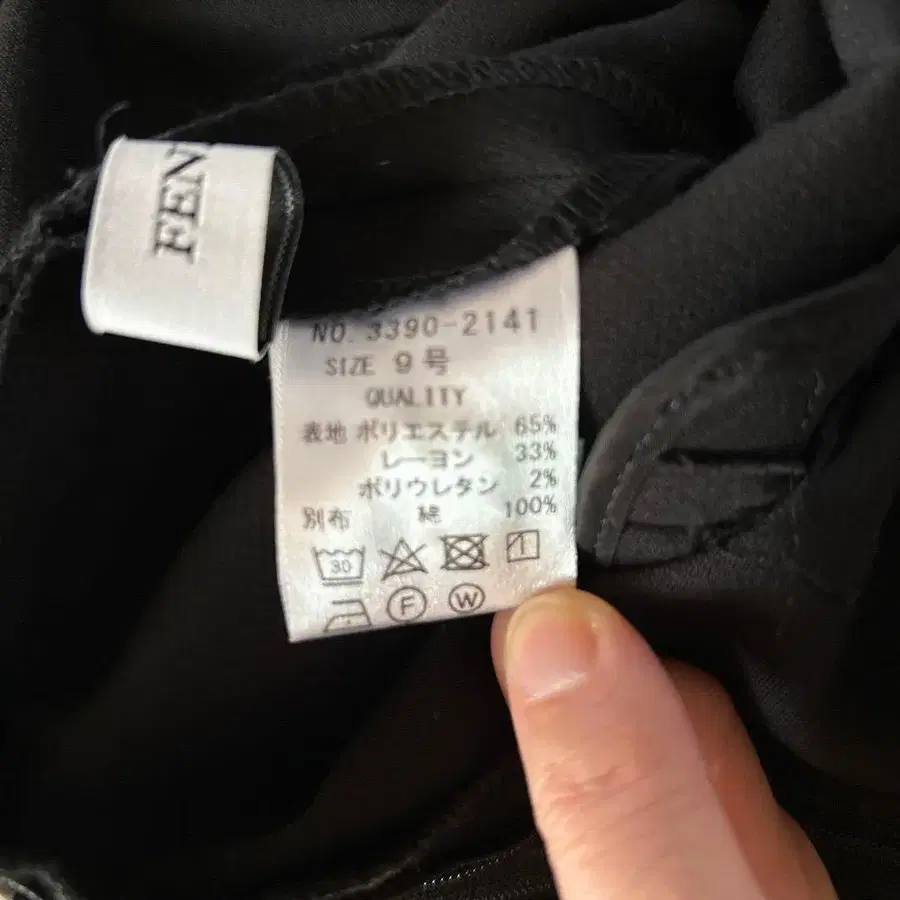 FEN
NO. 3390-2141
SIZE 9号
QUALITY
表地 ポリエステル 65%
レーヨン 33%
ポリウレタン 2%
別布 綿 100%
30
F
W